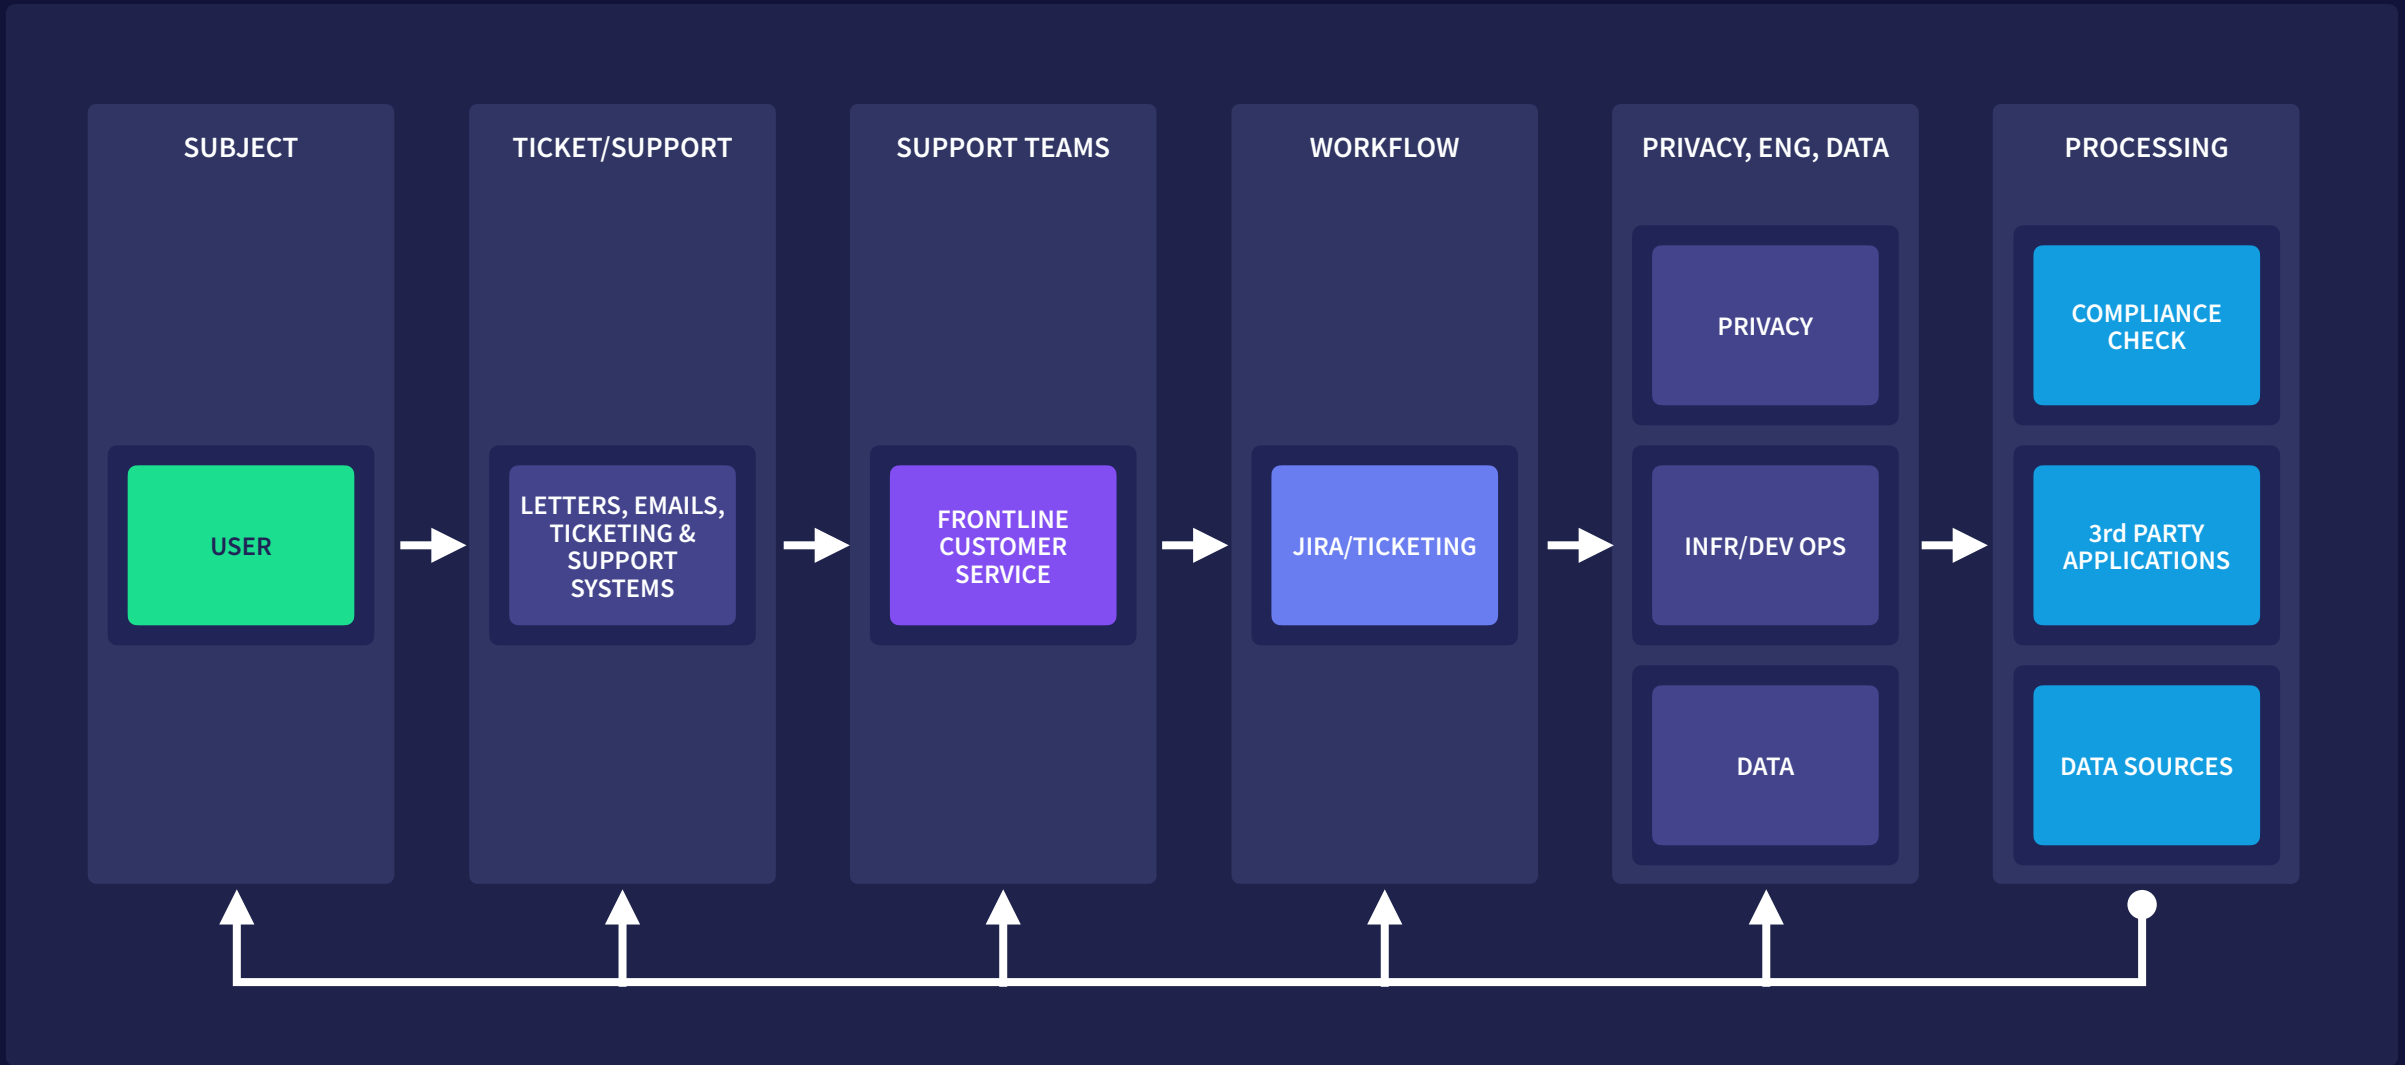 SUBJECT
USER
TICKET/SUPPORT
LETTERS, EMAILS,
TICKETING &
SUPPORT
SYSTEMS
SUPPORT TEAMS
FRONTLINE
CUSTOMER
SERVICE
WORKFLOW
JIRA/TICKETING
PRIVACY, ENG, DATA
PRIVACY
INFR/DEV OPS
DATA
PROCESSING
COMPLIANCE
CHECK
3rd PARTY
APPLICATIONS
DATA SOURCES